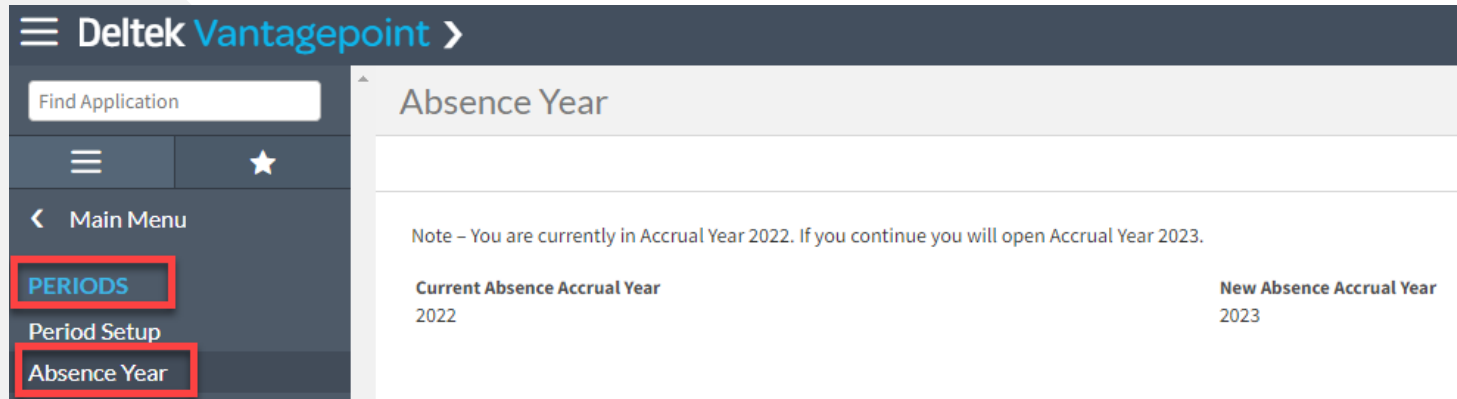 Deltek Vantagepoint
Find Application
Absence Year
Main Menu
Note – You are currently in Accrual Year 2022. If you continue you will open Accrual Year 2023.
PERIODS
Current Absence Accrual Year
New Absence Accrual Year
2022
2023
Period Setup
Absence Year